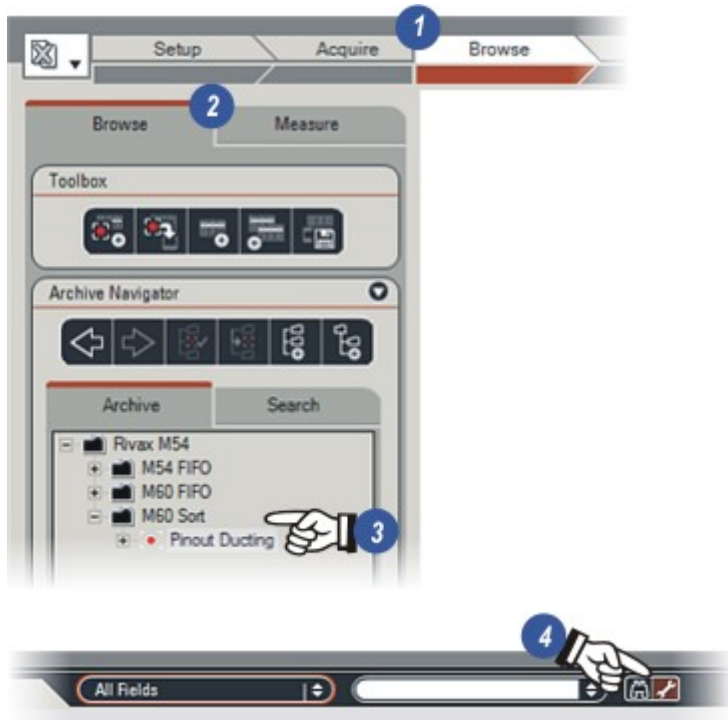 1
Setup Acquire Browse
2
Browse Measure
Toolbox
Archive Navigator
Archive Search
Rivax M54
M54 FIFO
M60 FIFO
M60 Sort
3
Pinout Ducting
4
All Fields